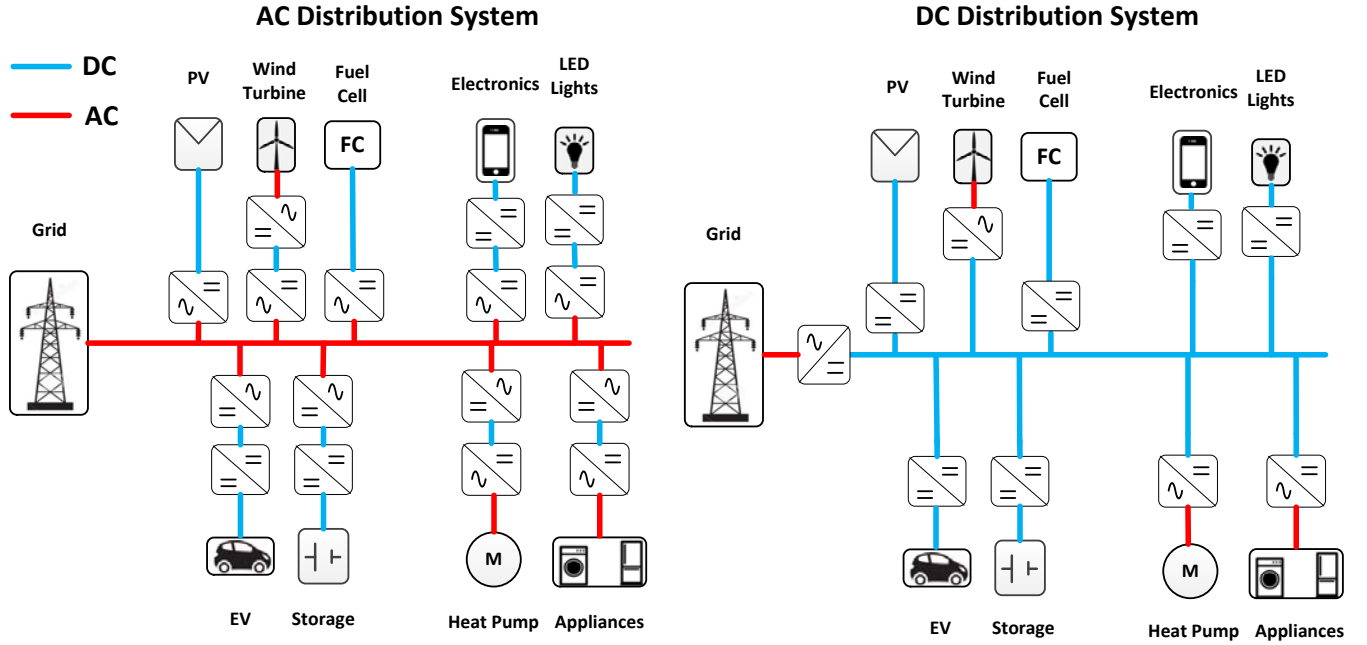 AC Distribution System
DC Distribution System
DC
AC
PV
Wind
Turbine
Fuel
Cell
Electronics
LED
Lights
FC
Grid
M
EV
Storage
Heat Pump
Appliances
PV
Wind
Turbine
Fuel
Cell
Electronics
LED
Lights
FC
Grid
M
EV
Storage
Heat Pump
Appliances